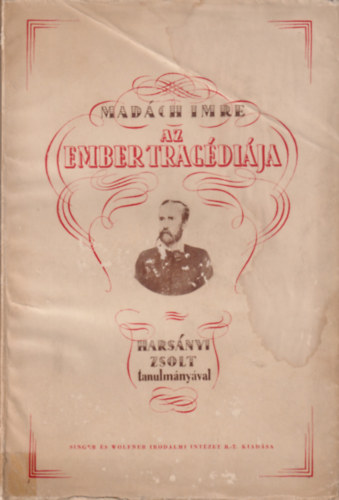 MADÁCH IMRE
AZ
EMBER TRAGÉDIÁJA
HARSÁNYI
ZSOLT
tanulmányával
SINGER ÉS WOLFNER IRODALMI INTÉZET R.-T. KIADÁSA